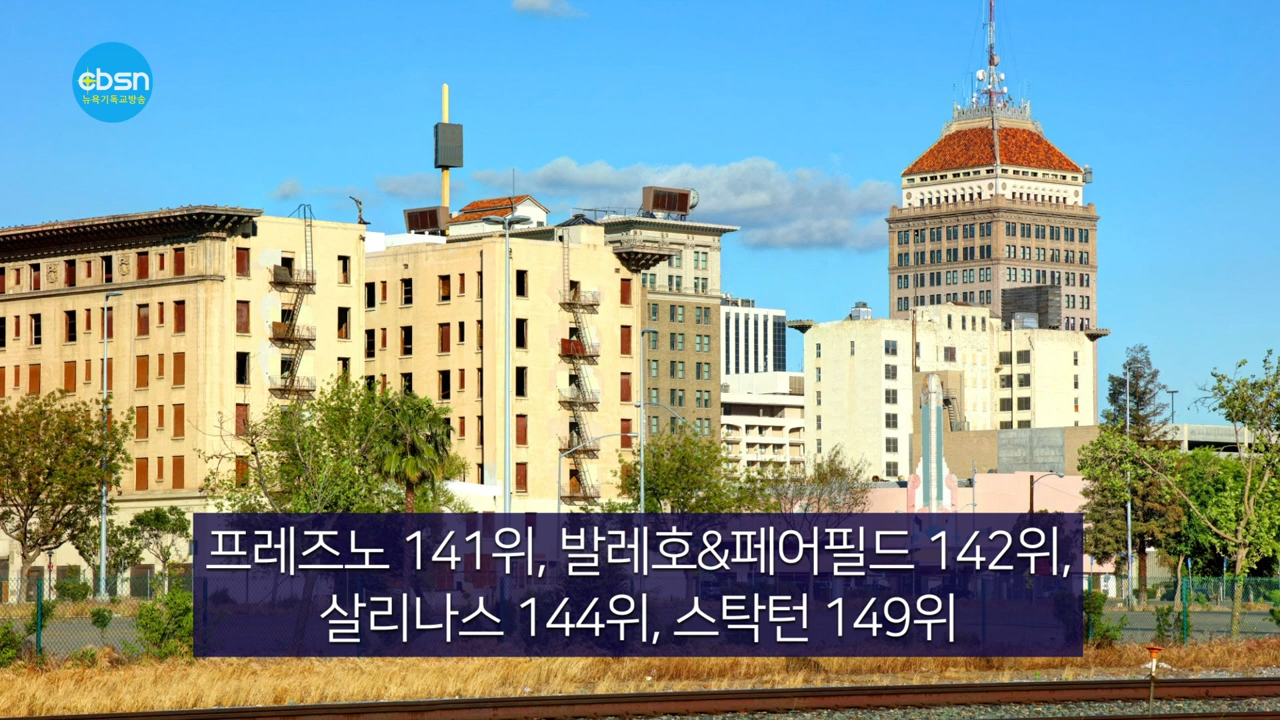 cbsn
뉴욕기독교방송
프레즈노 141위, 발레호&페어필드 142위,
살리나스 144위, 스탁턴 149위